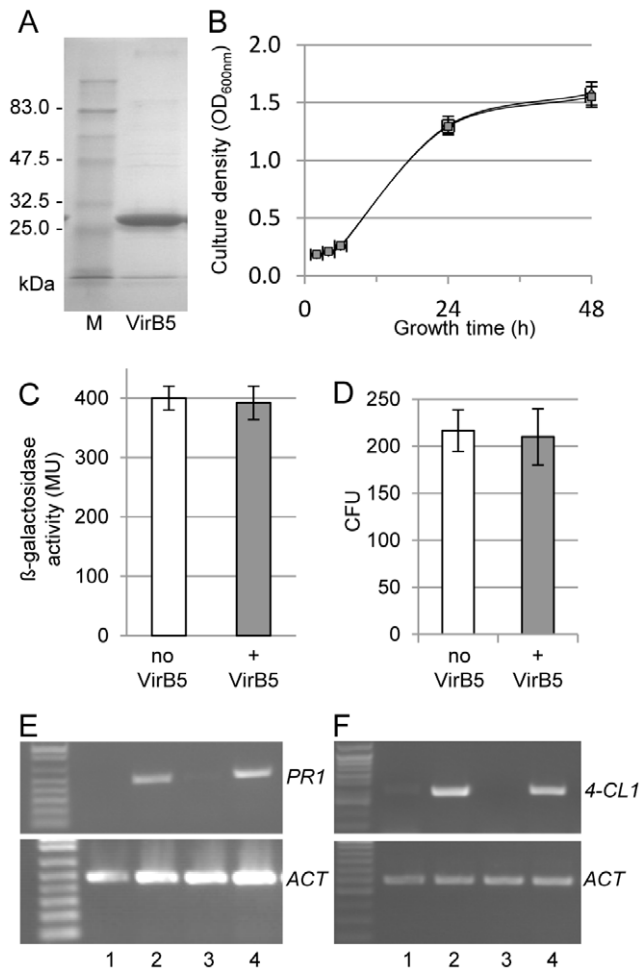 A
83.0 -
47.5 -
32.5 -
25.0 -
kDa
M VirB5
B
Culture density (OD600nm)
2.0
1.5
1.0
0.5
0.0
0 24 48
Growth time (h)
C
ß-galactosidase
activity (MU)
400
300
200
100
0
no
VirB5
+
VirB5
D
CFU
250
200
150
100
50
0
no
VirB5
+
VirB5
E
PR1
ACT
1 2 3 4
F
4-CL1
ACT
1 2 3 4